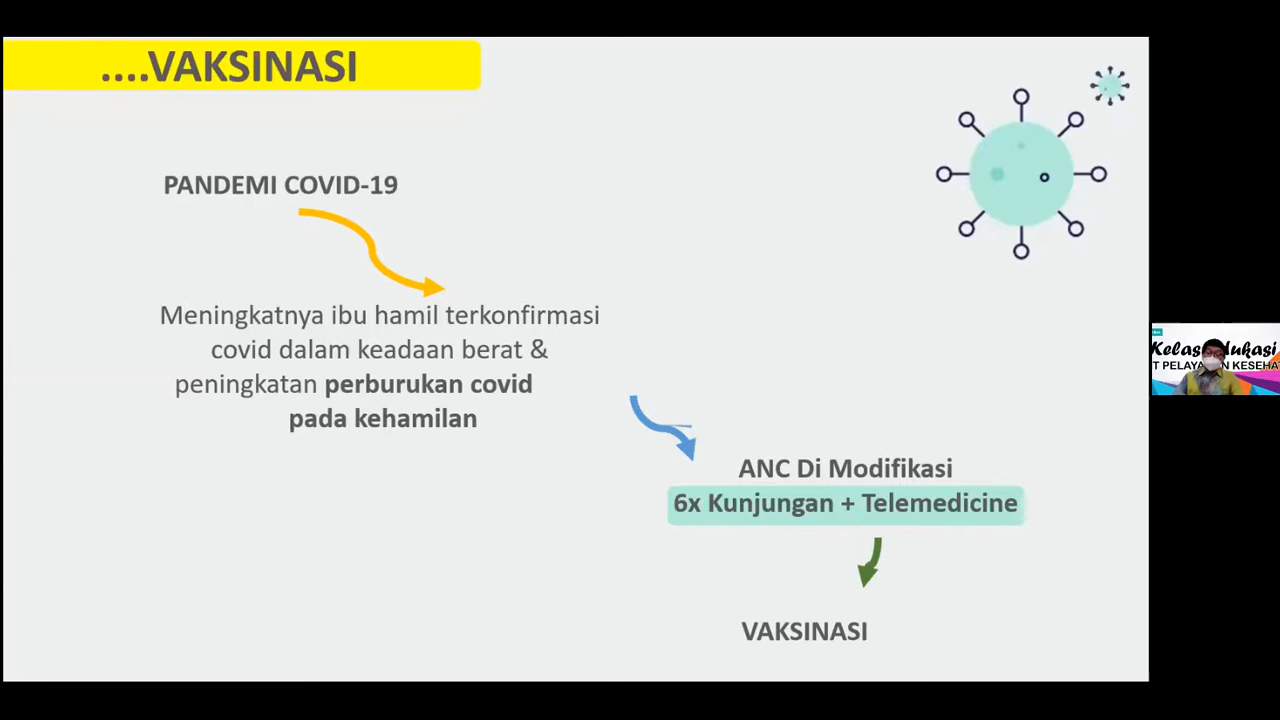 ....VAKSINASI
PANDEMI COVID-19
Meningkatnya ibu hamil terkonfirmasi
covid dalam keadaan berat &
peningkatan perburukan covid
pada kehamilan
ANC Di Modifikasi
6x Kunjungan + Telemedicine
VAKSINASI
Kelas